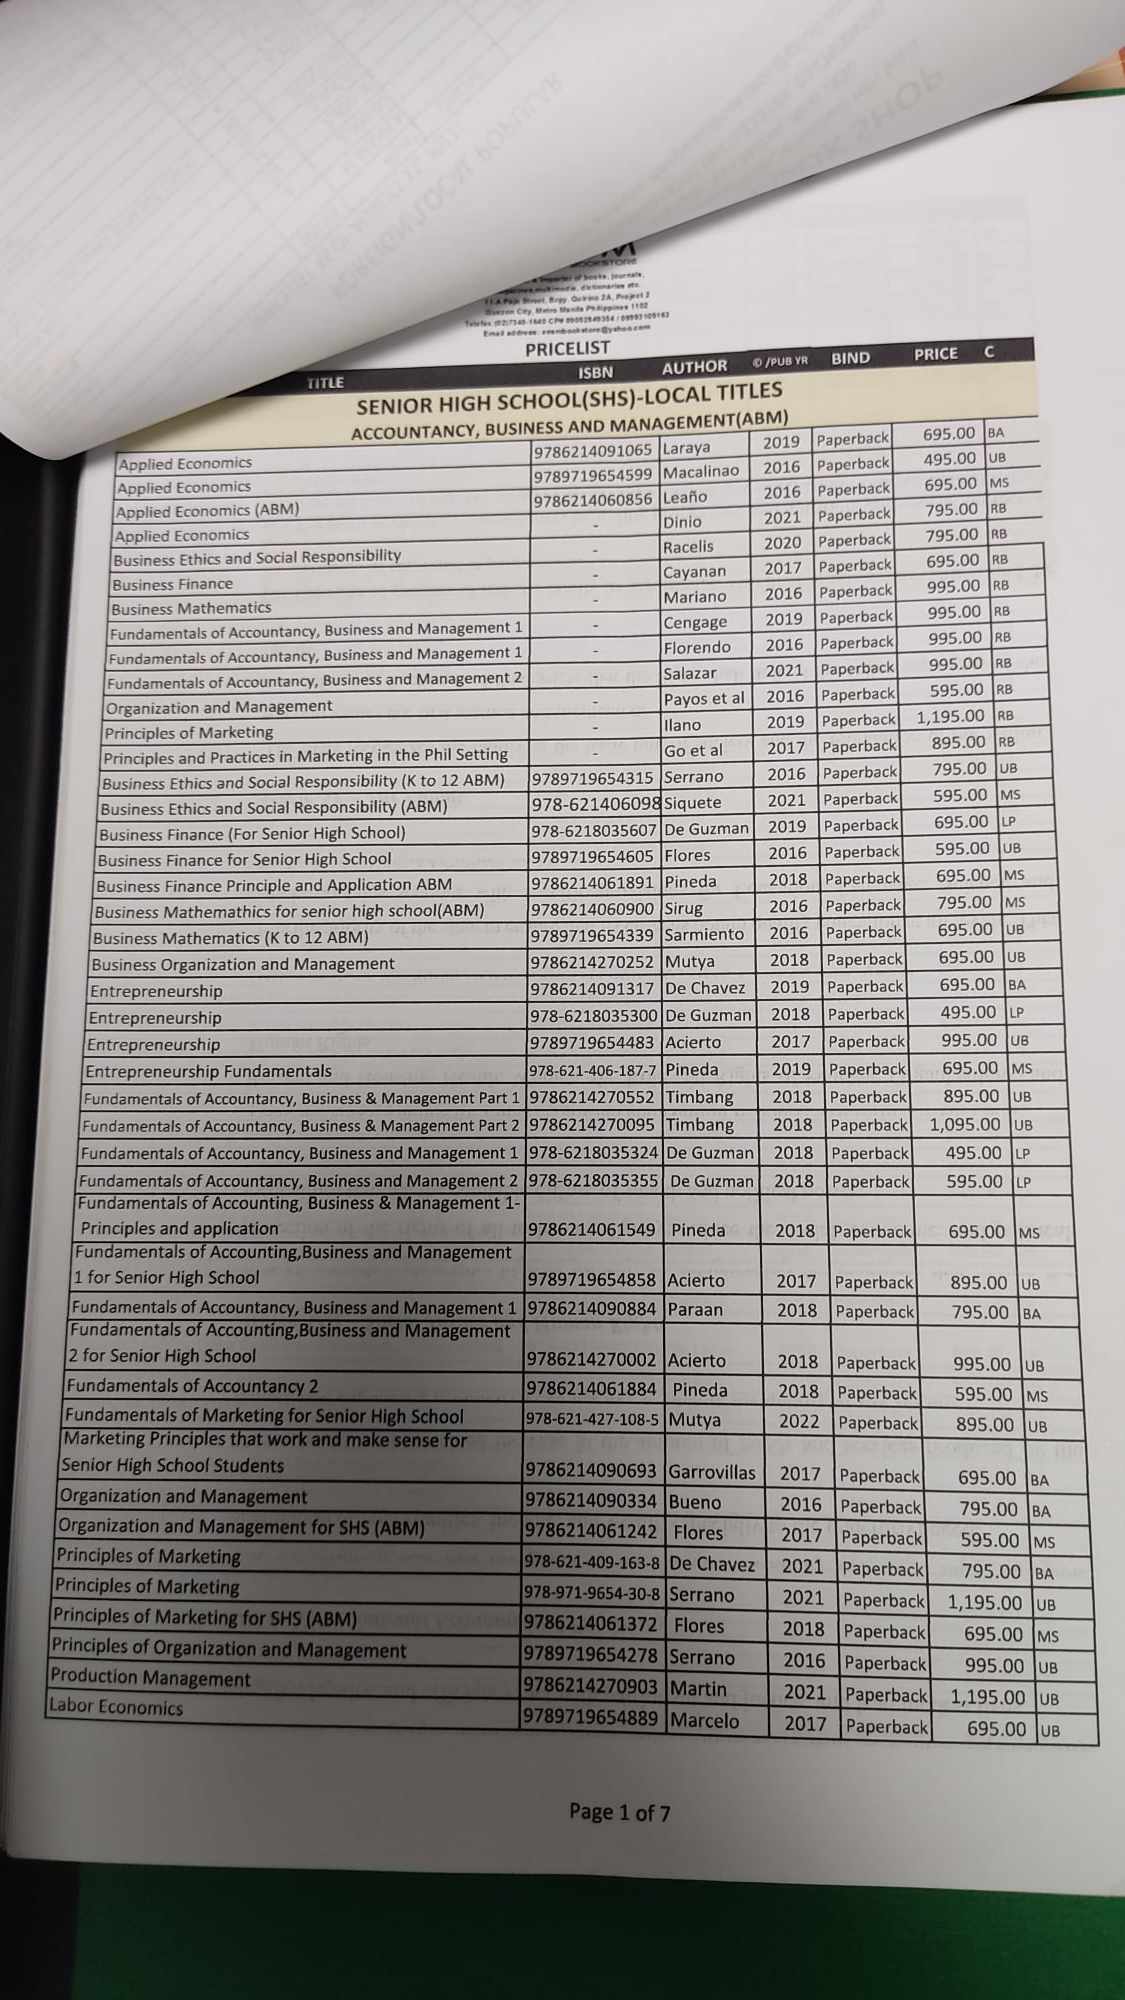 BOOKSTORE
importer of books, journals,
multimedia, dictionaries etc.
11-A Pajo Street, Brgy. Quirino 2A, Project 2
Quezon City, Metro Manila Philippines 1102
Email address:
PRICELIST
TITLE ISBN AUTHOR © /PUB YR BIND PRICE C
SENIOR HIGH SCHOOL(SHS)-LOCAL TITLES
ACCOUNTANCY, BUSINESS AND MANAGEMENT(ABM)
Applied Economics 9786214091065 Laraya 2019 Paperback 695.00 BA
Applied Economics 9789719654599 Macalinao 2016 Paperback 495.00 UB
Applied Economics (ABM) 9786214060856 Leaño 2016 Paperback 695.00 MS
Applied Economics - Dinio 2021 Paperback 795.00 RB
Business Ethics and Social Responsibility - Racelis 2020 Paperback 795.00 RB
Business Finance - Cayanan 2017 Paperback 695.00 RB
Business Mathematics - Mariano 2016 Paperback 995.00 RB
Fundamentals of Accountancy, Business and Management 1 - Cengage 2019 Paperback 995.00 RB
Fundamentals of Accountancy, Business and Management 1 - Florendo 2016 Paperback 995.00 RB
Fundamentals of Accountancy, Business and Management 2 - Salazar 2021 Paperback 995.00 RB
Organization and Management - Payos et al 2016 Paperback 595.00 RB
Principles of Marketing - Ilano 2019 Paperback 1,195.00 RB
Principles and Practices in Marketing in the Phil Setting - Go et al 2017 Paperback 895.00 RB
Business Ethics and Social Responsibility (K to 12 ABM) 9789719654315 Serrano 2016 Paperback 795.00 UB
Business Ethics and Social Responsibility (ABM) 978-621406098 Siquete 2021 Paperback 595.00 MS
Business Finance (For Senior High School) 978-6218035607 De Guzman 2019 Paperback 695.00 LP
Business Finance for Senior High School 9789719654605 Flores 2016 Paperback 595.00 UB
Business Finance Principle and Application ABM 9786214061891 Pineda 2018 Paperback 695.00 MS
Business Mathemathics for senior high school(ABM) 9786214060900 Sirug 2016 Paperback 795.00 MS
Business Mathematics (K to 12 ABM) 9789719654339 Sarmiento 2016 Paperback 695.00 UB
Business Organization and Management 9786214270252 Mutya 2018 Paperback 695.00 UB
Entrepreneurship 9786214091317 De Chavez 2019 Paperback 695.00 BA
Entrepreneurship 978-6218035300 De Guzman 2018 Paperback 495.00 LP
Entrepreneurship 9789719654483 Acierto 2017 Paperback 995.00 UB
Entrepreneurship Fundamentals 978-621-406-187-7 Pineda 2019 Paperback 695.00 MS
Fundamentals of Accountancy, Business & Management Part 1 9786214270552 Timbang 2018 Paperback 895.00 UB
Fundamentals of Accountancy, Business & Management Part 2 9786214270095 Timbang 2018 Paperback 1,095.00 UB
Fundamentals of Accountancy, Business and Management 1 978-6218035324 De Guzman 2018 Paperback 495.00 LP
Fundamentals of Accountancy, Business and Management 2 978-6218035355 De Guzman 2018 Paperback 595.00 LP
Fundamentals of Accounting, Business & Management 1-
Principles and application 9786214061549 Pineda 2018 Paperback 695.00 MS
Fundamentals of Accounting,Business and Management
1 for Senior High School 9789719654858 Acierto 2017 Paperback 895.00 UB
Fundamentals of Accountancy, Business and Management 1 9786214090884 Paraan 2018 Paperback 795.00 BA
Fundamentals of Accounting,Business and Management
2 for Senior High School 9786214270002 Acierto 2018 Paperback 995.00 UB
Fundamentals of Accountancy 2 9786214061884 Pineda 2018 Paperback 595.00 MS
Fundamentals of Marketing for Senior High School 978-621-427-108-5 Mutya 2022 Paperback 895.00 UB
Marketing Principles that work and make sense for
Senior High School Students 9786214090693 Garrovillas 2017 Paperback 695.00 BA
Organization and Management 9786214090334 Bueno 2016 Paperback 795.00 BA
Organization and Management for SHS (ABM) 9786214061242 Flores 2017 Paperback 595.00 MS
Principles of Marketing 978-621-409-163-8 De Chavez 2021 Paperback 795.00 BA
Principles of Marketing 978-971-9654-30-8 Serrano 2021 Paperback 1,195.00 UB
Principles of Marketing for SHS (ABM) 9786214061372 Flores 2018 Paperback 695.00 MS
Principles of Organization and Management 9789719654278 Serrano 2016 Paperback 995.00 UB
Production Management 9786214270903 Martin 2021 Paperback 1,195.00 UB
Labor Economics 9789719654889 Marcelo 2017 Paperback 695.00 UB
Page 1 of 7